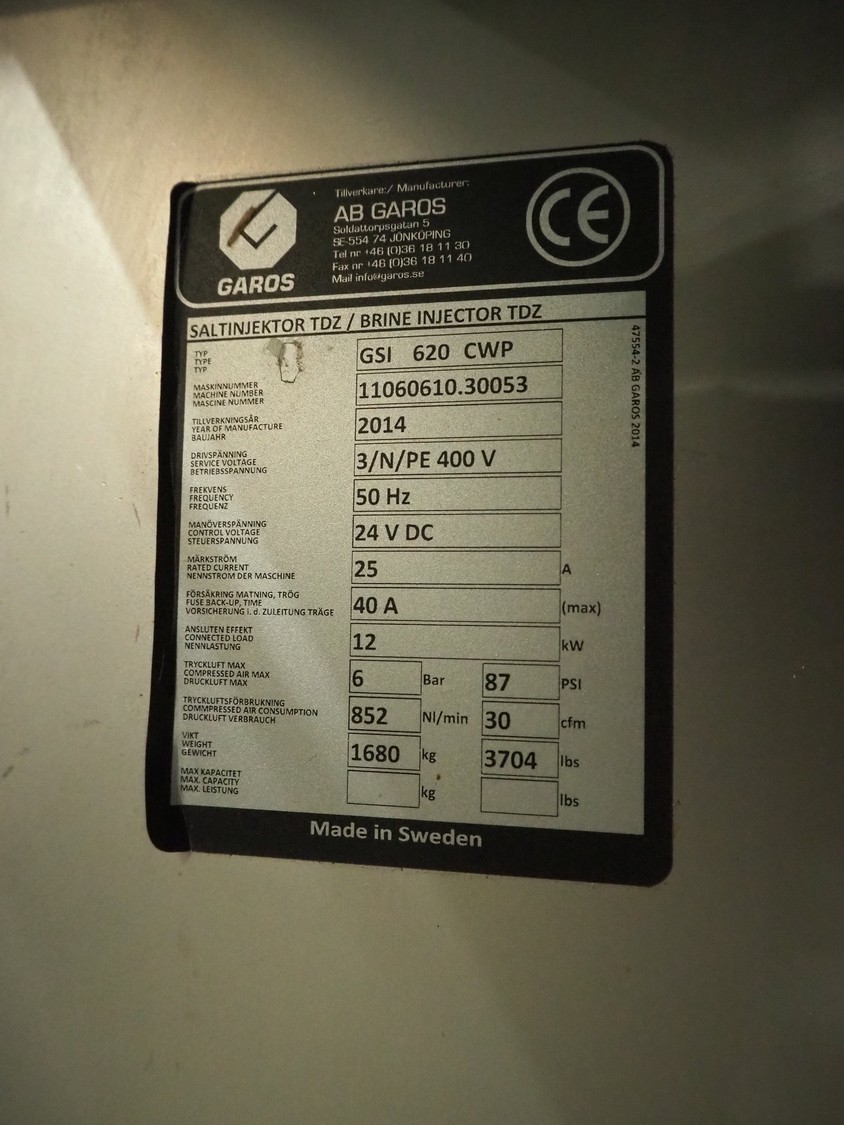 GAROS
Tillverkare:/ Manufacturer:
AB GAROS
Soldattorpsgatan 5
SE-554 74 JÖNKÖPING
Tel nr +46 (0)36 18 11 30
Fax nr +46 (0)36 18 11 40
Mail info@garos.se
CE
SALTINJEKTOR TDZ / BRINE INJECTOR TDZ
TYP
TYPE
TYP
GSI 620 CWP
MASKINNUMMER
MACHINE NUMBER
MASCINE NUMMER
11060610.30053
TILLVERKNINGSÅR
YEAR OF MANUFACTURE
BAUJAHR
2014
DRIVSPÄNNING
SERVICE VOLTAGE
BETRIEBSSPANNUNG
3/N/PE 400 V
FREKVENS
FREQUENCY
FREQUENZ
50 Hz
MANÖVERSPÄNNING
CONTROL VOLTAGE
STEUERSPANNUNG
24 V DC
MÄRKSTRÖM
RATED CURRENT
NENNSTROM DER MASCHINE
25 A
FÖRSÄKRING MATNING, TRÖG
FUSE BACK-UP, TIME
VORSICHERUNG i. d. ZULEITUNG TRÄGE
40 A (max)
ANSLUTEN EFFEKT
CONNECTED LOAD
NENNLASTUNG
12 kW
TRYCKLUFT MAX
COMPRESSED AIR MAX
DRUCKLUFT MAX
6 Bar 87 PSI
TRYCKLUFTSFÖRBRUKNING
COMMPRESSED AIR CONSUMPTION
DRUCKLUFT VERBRAUCH
852 Nl/min 30 cfm
VIKT
WEIGHT
GEWICHT
1680 kg 3704 lbs
MAX KAPACITET
MAX. CAPACITY
MAX. LEISTUNG
kg lbs
47554-2 AB GAROS 2014
Made in Sweden